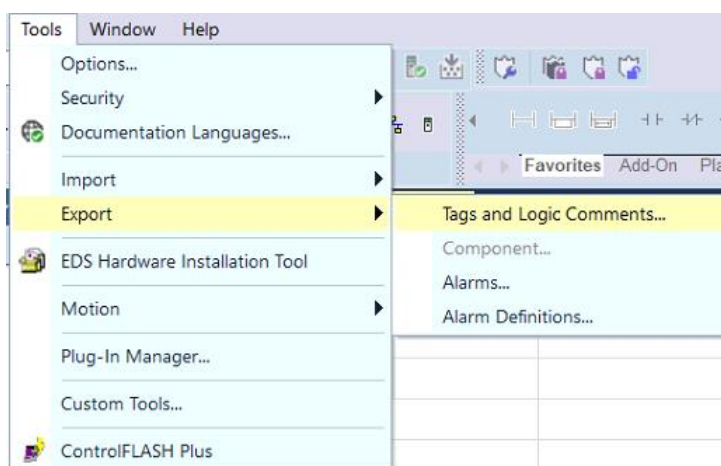 Tools Window Help
Options...
Security
Documentation Languages...
Import
Export
EDS Hardware Installation Tool
Motion
Plug-In Manager...
Custom Tools...
ControlFLASH Plus
Favorites Add-On
Tags and Logic Comments...
Component...
Alarms...
Alarm Definitions...